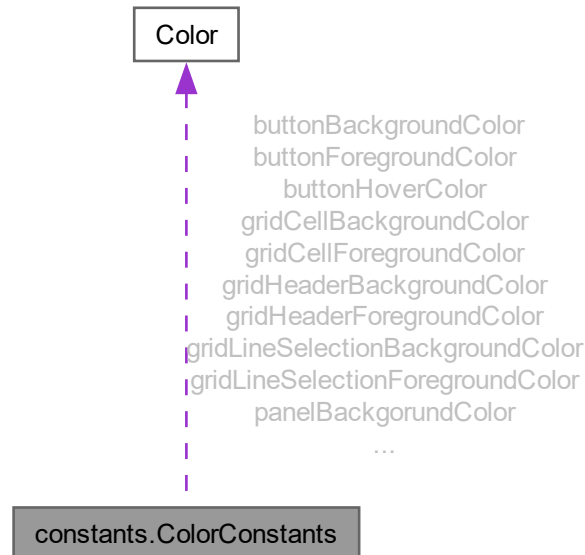 Color
buttonBackgroundColor
buttonForegroundColor
buttonHoverColor
gridCellBackgroundColor
gridCellForegroundColor
gridHeaderBackgroundColor
gridHeaderForegroundColor
gridLineSelectionBackgroundColor
gridLineSelectionForegroundColor
panelBackgorundColor
...
constants.ColorConstants